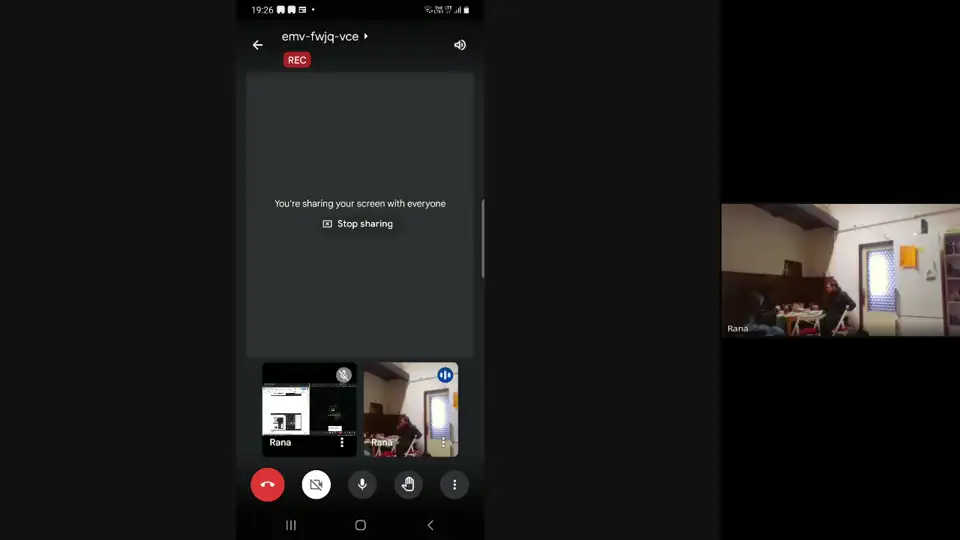 19:26
emv-fwjq-vce
REC
You're sharing your screen with everyone
Stop sharing
Rana
Rana
Rana